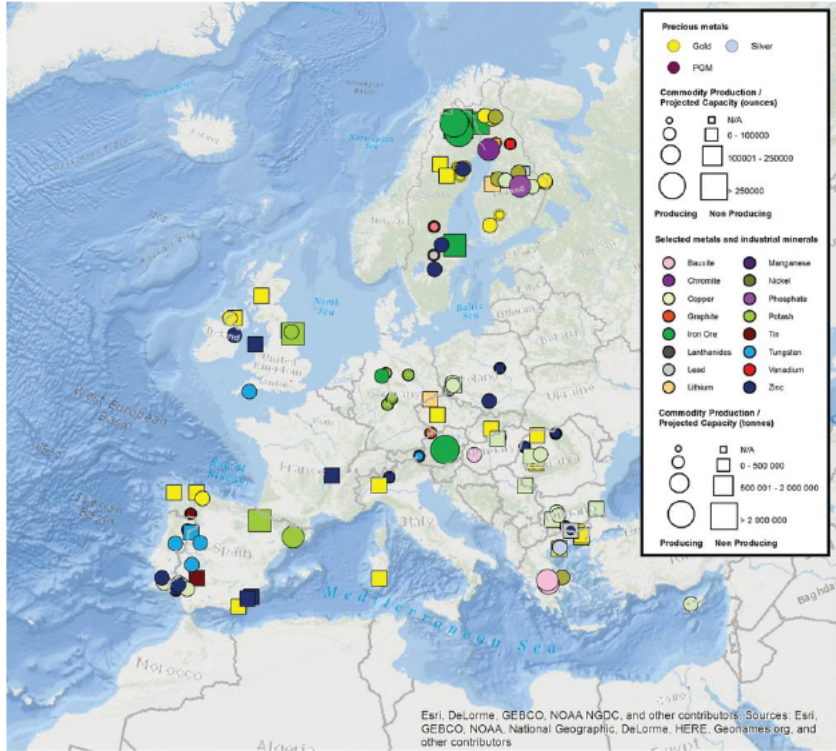 Precious metals
Gold
Silver
PGM
Commodity Production /
Projected Capacity (ounces)
N/A
0 - 100000
100001 - 250000
> 250000
Producing
Non Producing
Selected metals and industrial minerals
Bauxite
Manganese
Chromite
Nickel
Copper
Phosphate
Graphite
Potash
Iron Ore
Tin
Lanthanides
Tungsten
Lead
Vanadium
Lithium
Zinc
Commodity Production /
Projected Capacity (tonnes)
N/A
0 - 500 000
500 001 - 2 000 000
> 2 000 000
Producing
Non Producing
Norwegian
Sea
North
Sea
Baltic
Sea
United
Kingdom
London
West European
Basin
Poland
Ukraine
France
Spain
Italy
Mediterranean Sea
Morocco
Algeria
Cairo
Baghda
Esri, DeLorme, GEBCO, NOAA NGDC, and other contributors. Sources: Esri,
GEBCO, NOAA, National Geographic, DeLorme, HERE, Geonames.org, and
other contributors